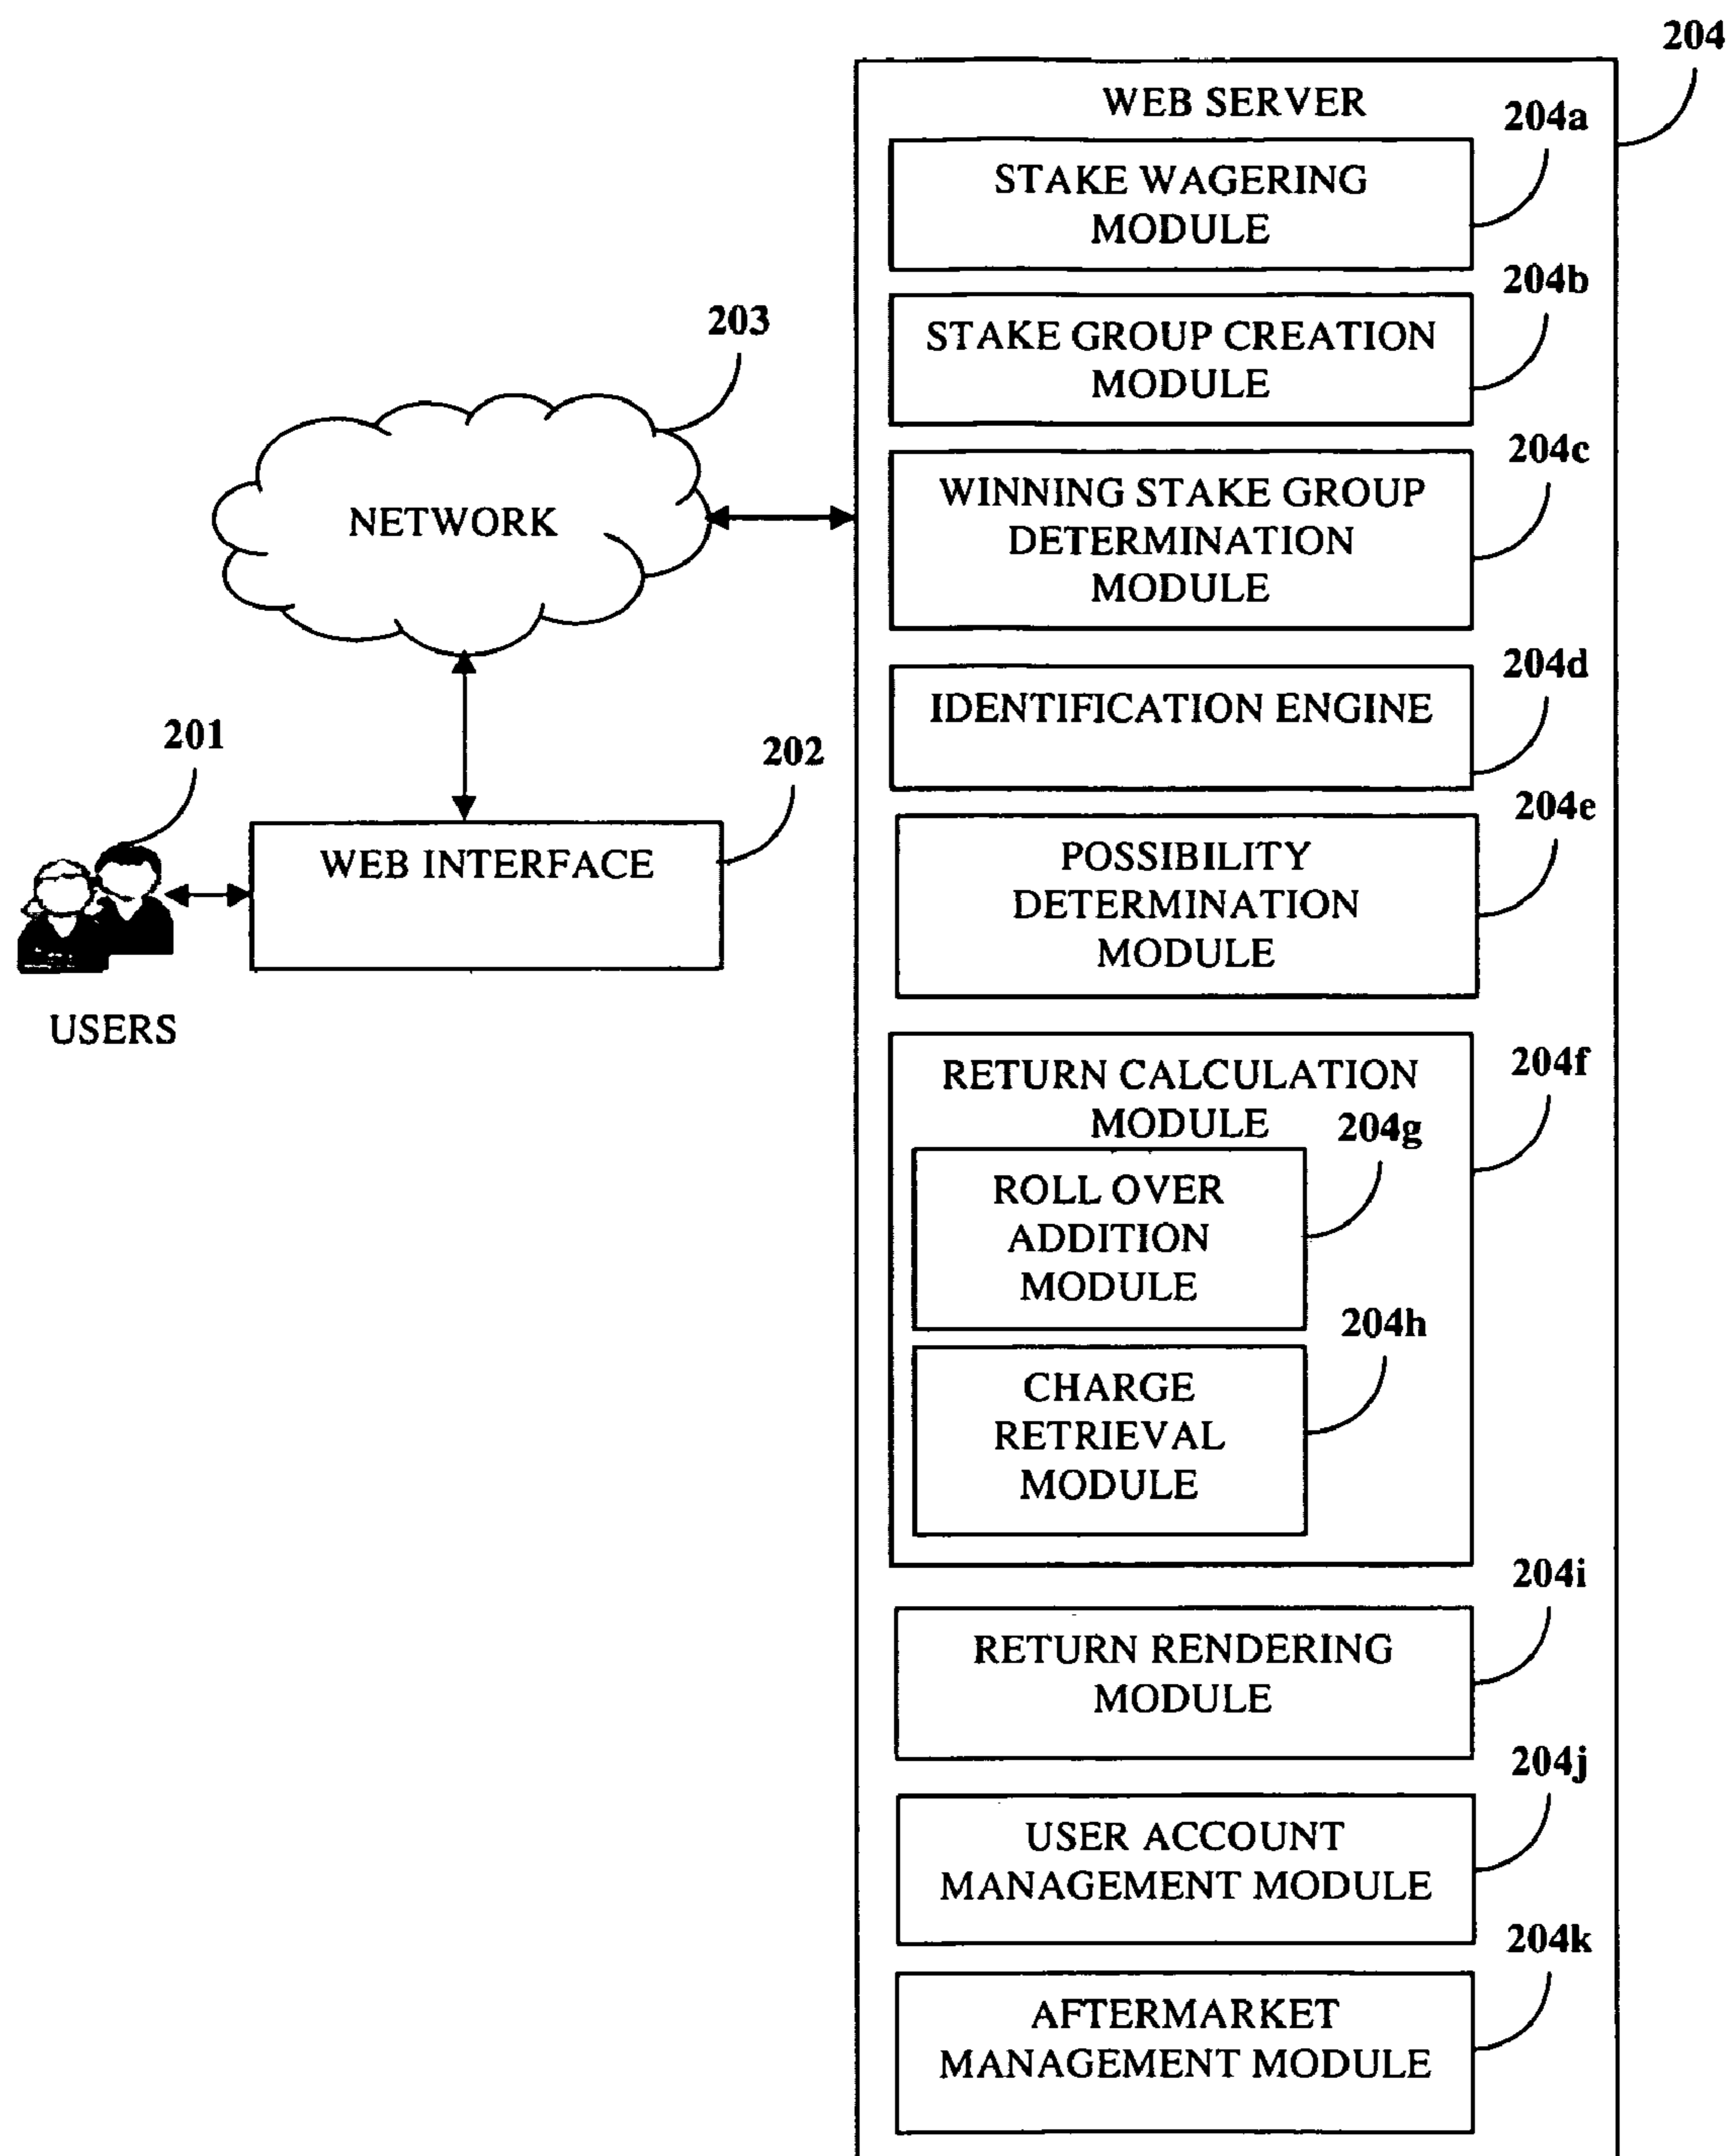 204
WEB SERVER
204a
STAKE WAGERING
MODULE
204b
STAKE GROUP CREATION
MODULE
203
204c
WINNING STAKE GROUP
DETERMINATION
MODULE
NETWORK
204d
IDENTIFICATION ENGINE
201
202
204e
WEB INTERFACE
POSSIBILITY
DETERMINATION
MODULE
USERS
204f
RETURN CALCULATION
MODULE
204g
ROLL OVER
ADDITION
MODULE
204h
CHARGE
RETRIEVAL
MODULE
204i
RETURN RENDERING
MODULE
204j
USER ACCOUNT
MANAGEMENT MODULE
204k
AFTERMARKET
MANAGEMENT MODULE